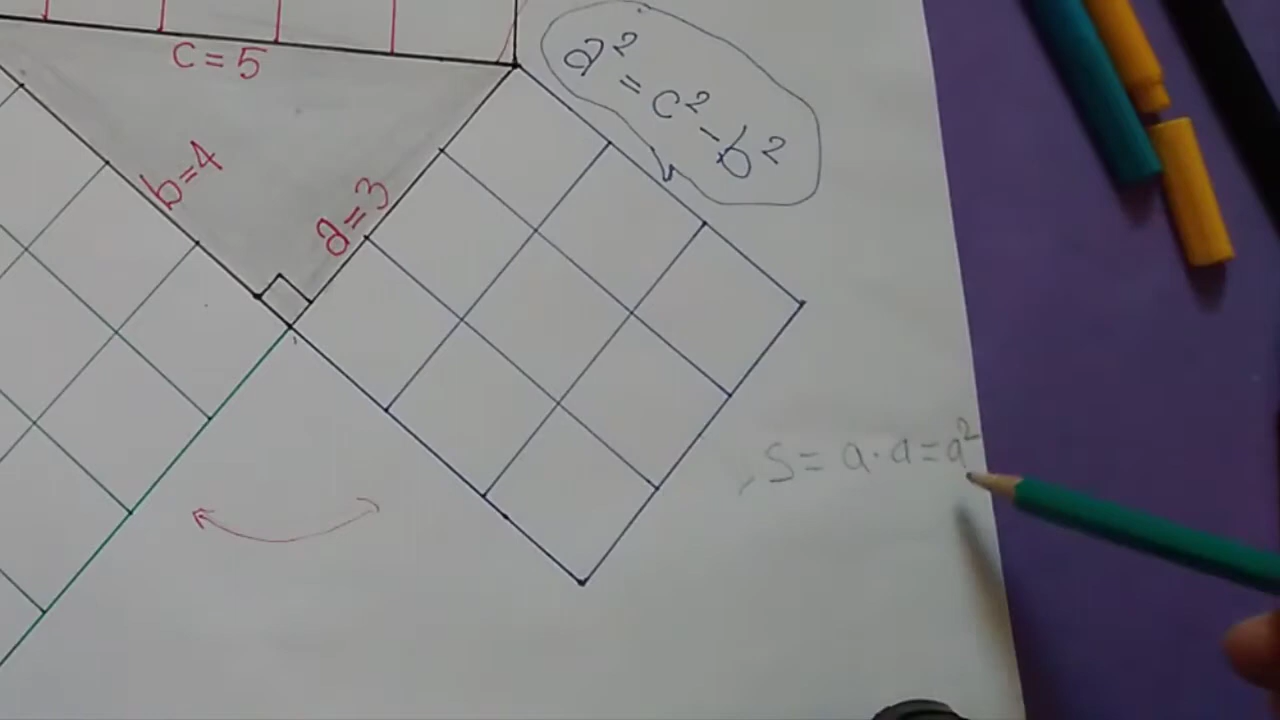 c = 5
a² = c² - b²
b = 4
a = 3
S = a · a = a²